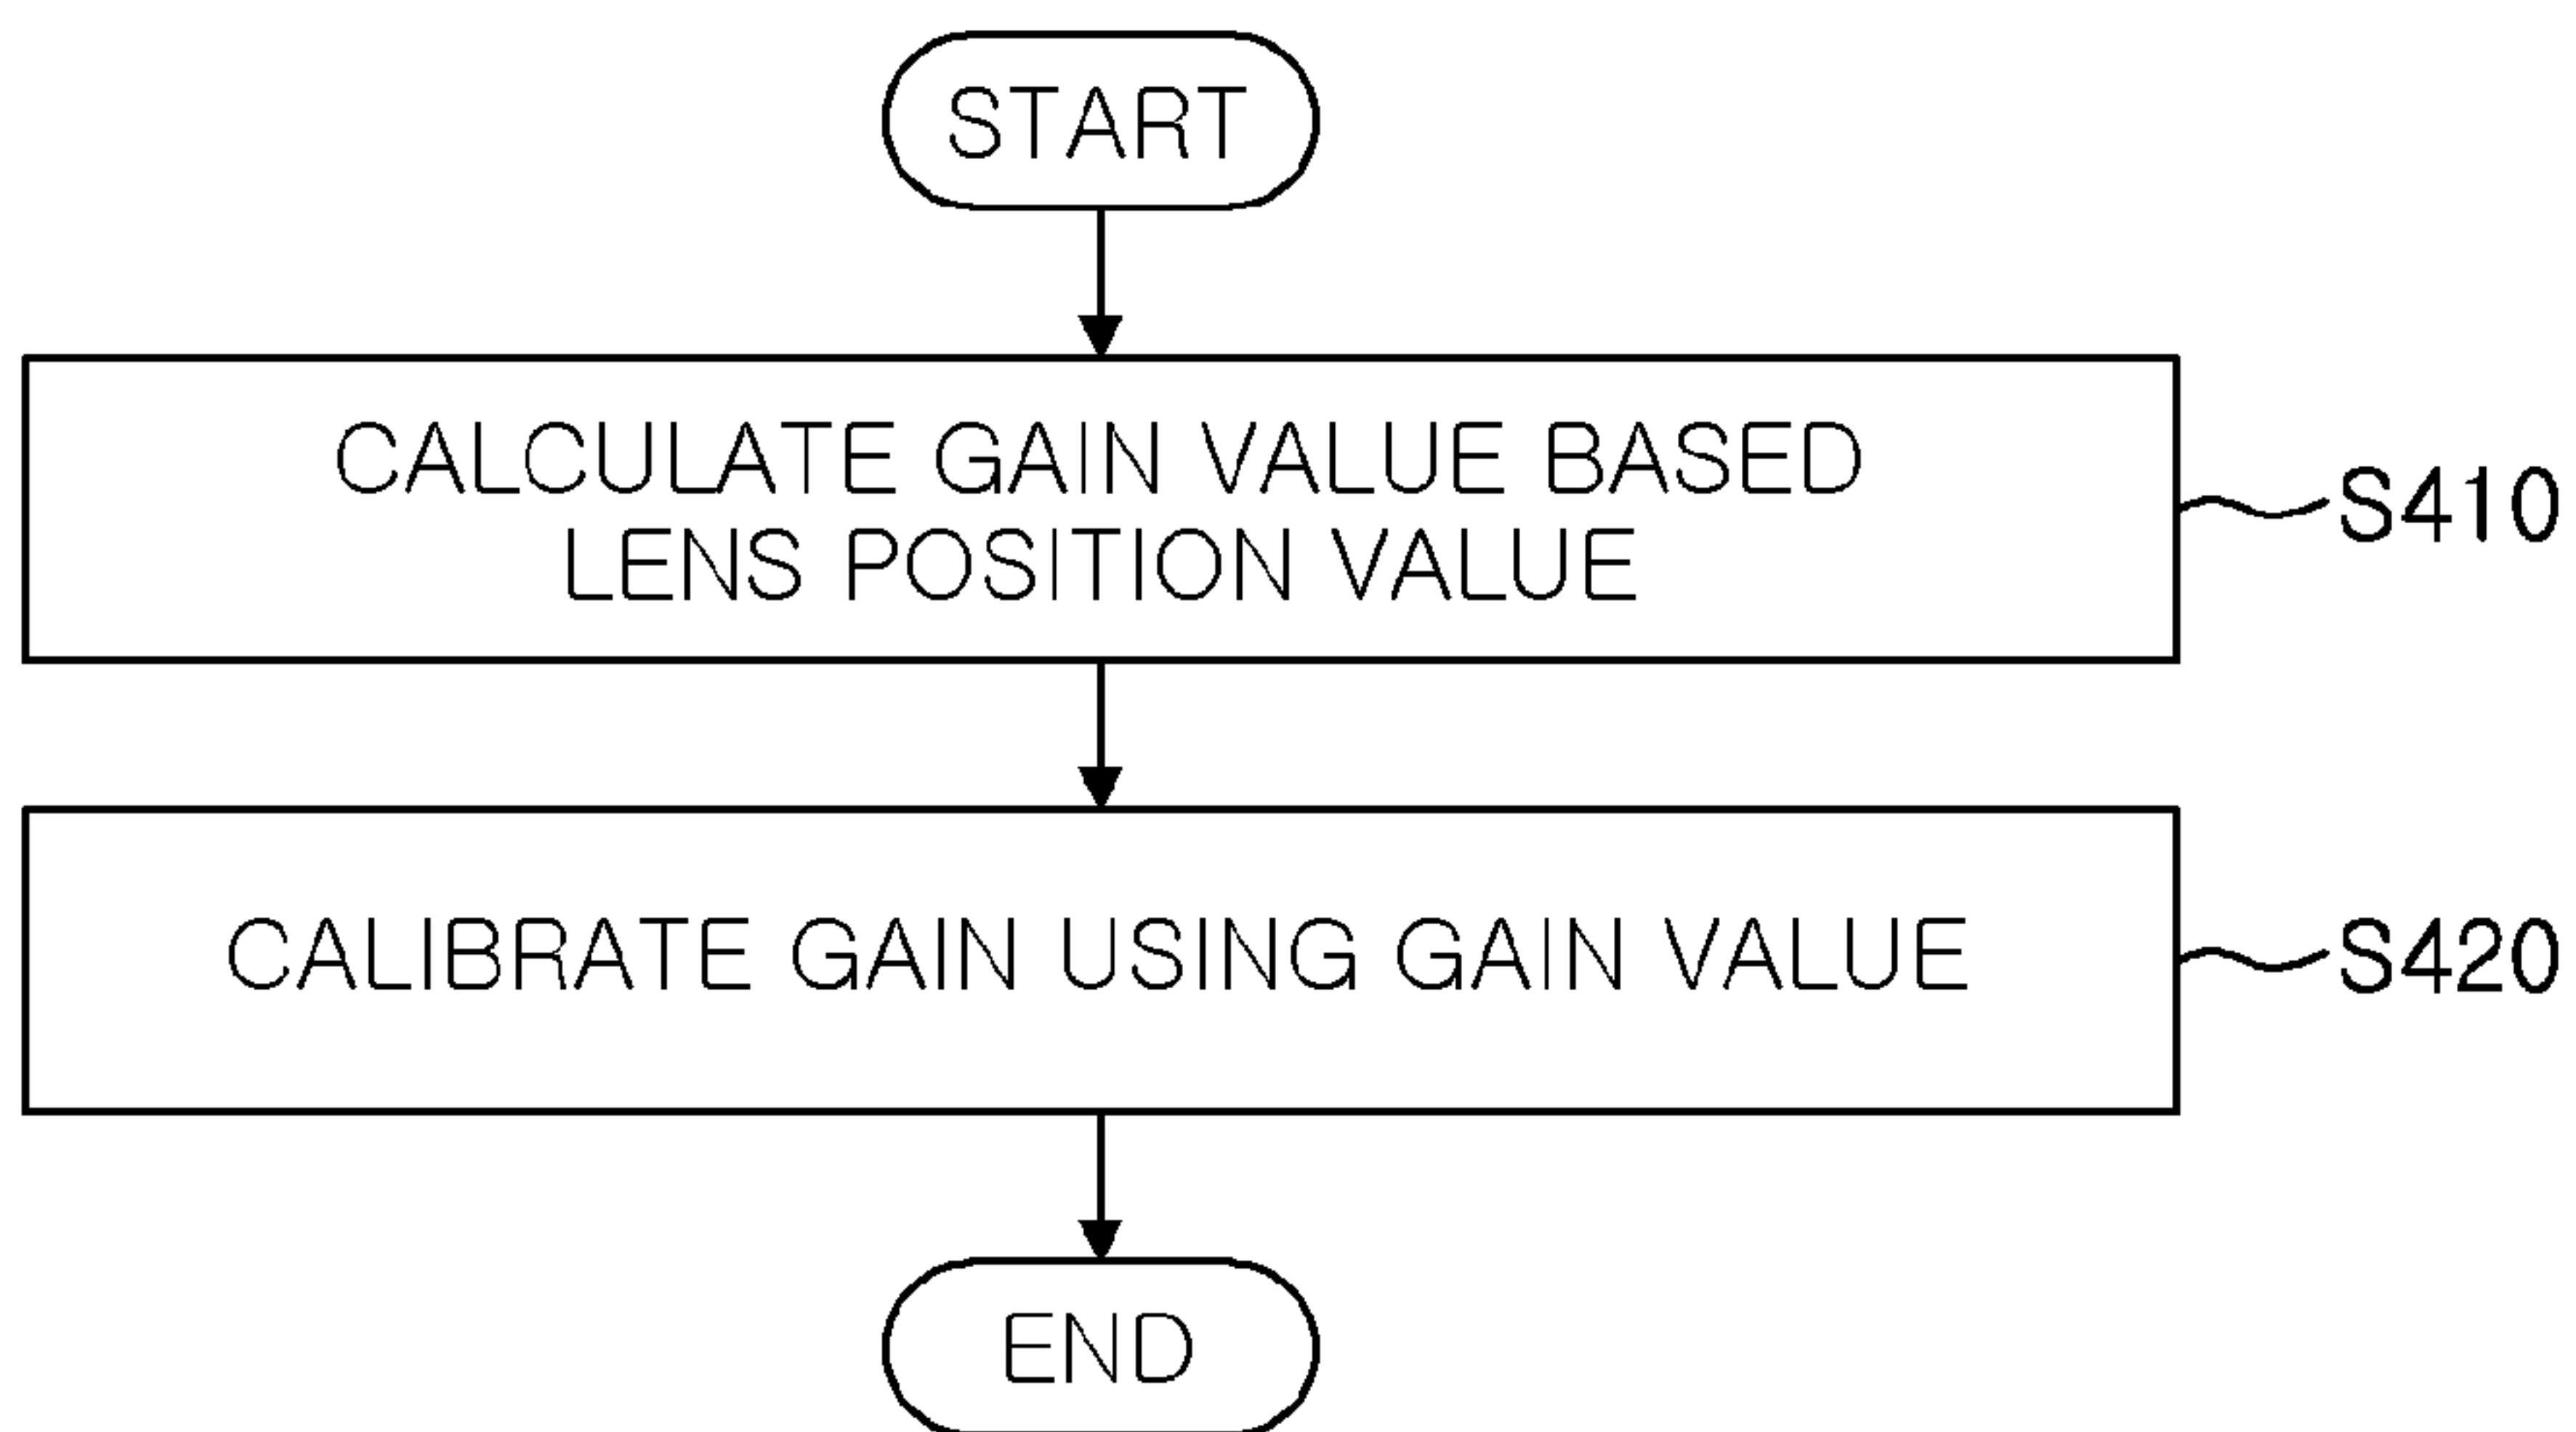 START
CALCULATE GAIN VALUE BASED
LENS POSITION VALUE
S410
CALIBRATE GAIN USING GAIN VALUE
S420
END